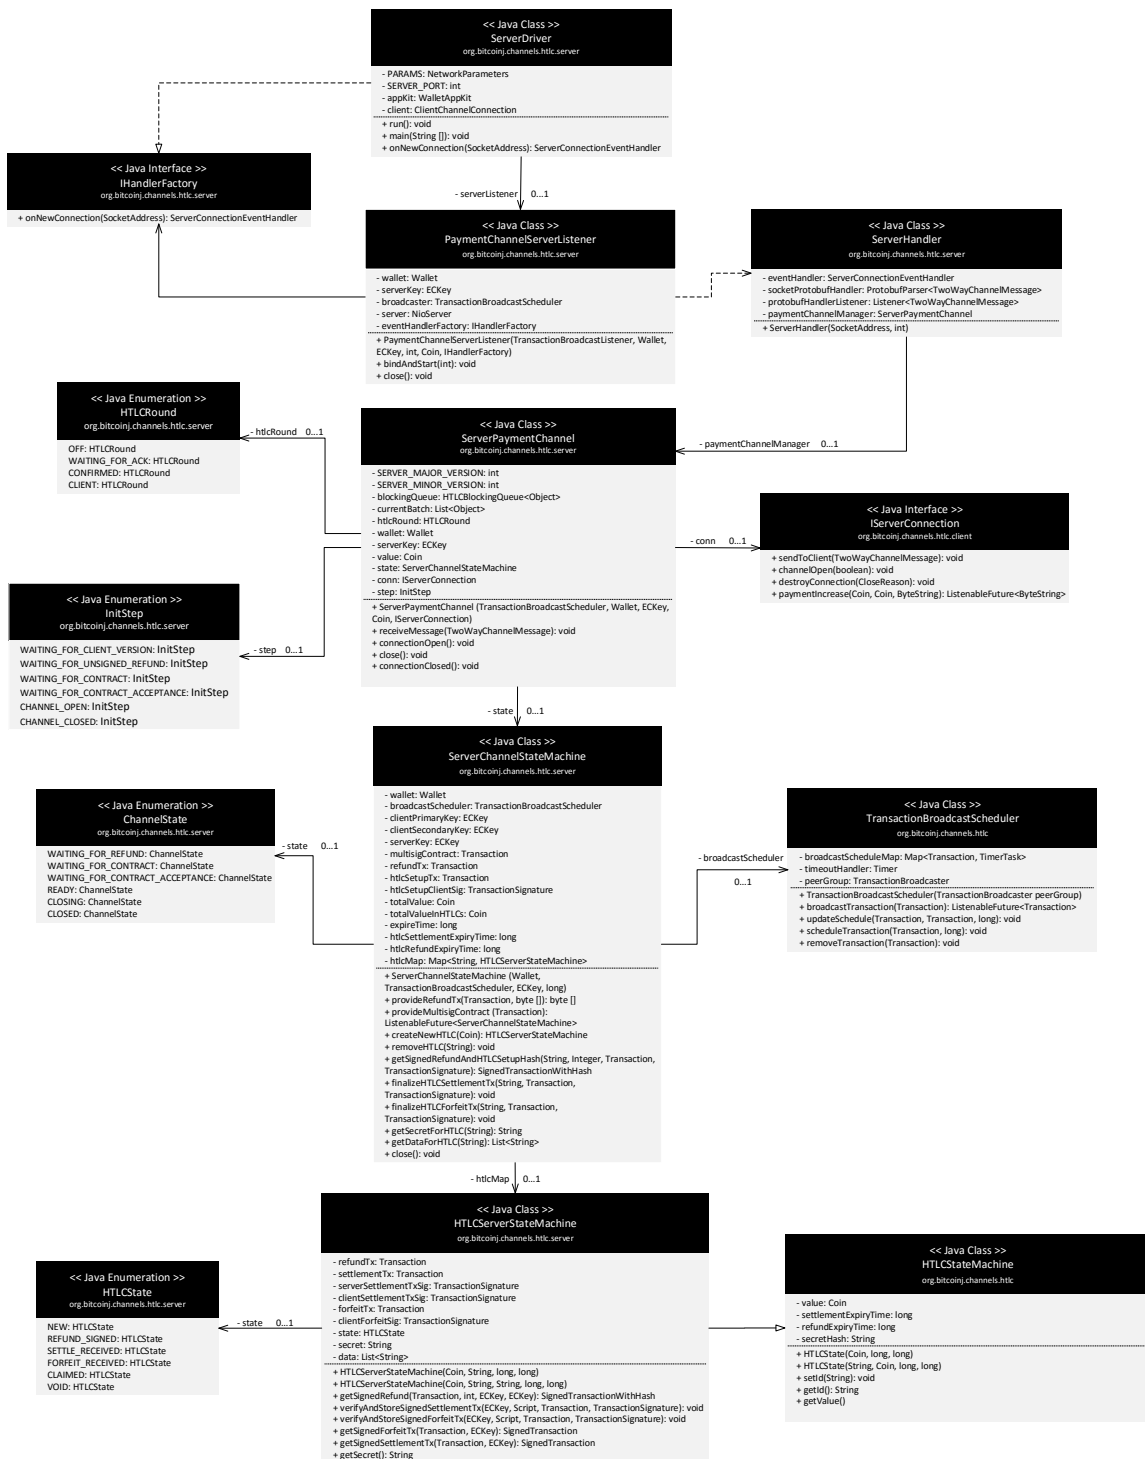 << Java Class >>
ServerDriver
org.bitcoinj.channels.htlc.server
- PARAMS: NetworkParameters
- SERVER_PORT: int
- appKit: WalletAppKit
- client: ClientChannelConnection
+ run(): void
+ main(String []): void
+ onNewConnection(SocketAddress): ServerConnectionEventHandler
<< Java Interface >>
IHandlerFactory
org.bitcoinj.channels.htlc.server
+ onNewConnection(SocketAddress): ServerConnectionEventHandler
- serverListener 0...1
<< Java Class >>
PaymentChannelServerListener
org.bitcoinj.channels.htlc.server
- wallet: Wallet
- serverKey: ECKey
- broadcaster: TransactionBroadcastScheduler
- server: NioServer
- eventHandlerFactory: IHandlerFactory
+ PaymentChannelServerListener(TransactionBroadcastListener, Wallet,
ECKey, int, Coin, IHandlerFactory)
+ bindAndStart(int): void
+ close(): void
<< Java Class >>
ServerHandler
org.bitcoinj.channels.htlc.server
- eventHandler: ServerConnectionEventHandler
- socketProtobufHandler: ProtobufParser<TwoWayChannelMessage>
- protobufHandlerListener: Listener<TwoWayChannelMessage>
- paymentChannelManager: ServerPaymentChannel
+ ServerHandler(SocketAddress, int)
<< Java Enumeration >>
HTLCRound
org.bitcoinj.channels.htlc.server
OFF: HTLCRound
WAITING_FOR_ACK: HTLCRound
CONFIRMED: HTLCRound
CLIENT: HTLCRound
- htlcRound 0...1
<< Java Class >>
ServerPaymentChannel
org.bitcoinj.channels.htlc.server
- SERVER_MAJOR_VERSION: int
- SERVER_MINOR_VERSION: int
- blockingQueue: HTLCBlockingQueue<Object>
- currentBatch: List<Object>
- htlcRound: HTLCRound
- wallet: Wallet
- serverKey: ECKey
- value: Coin
- state: ServerChannelStateMachine
- conn: IServerConnection
- step: InitStep
+ ServerPaymentChannel (TransactionBroadcastScheduler, Wallet, ECKey,
Coin, IServerConnection)
+ receiveMessage(TwoWayChannelMessage): void
+ connectionOpen(): void
+ close(): void
+ connectionClosed(): void
- paymentChannelManager 0...1
- conn 0...1
<< Java Interface >>
IServerConnection
org.bitcoinj.channels.htlc.client
+ sendToClient(TwoWayChannelMessage): void
+ channelOpen(boolean): void
+ destroyConnection(CloseReason): void
+ paymentIncrease(Coin, Coin, ByteString): ListenableFuture<ByteString>
<< Java Enumeration >>
InitStep
org.bitcoinj.channels.htlc.server
WAITING_FOR_CLIENT_VERSION: InitStep
WAITING_FOR_UNSIGNED_REFUND: InitStep
WAITING_FOR_CONTRACT: InitStep
WAITING_FOR_CONTRACT_ACCEPTANCE: InitStep
CHANNEL_OPEN: InitStep
CHANNEL_CLOSED: InitStep
- step 0...1
- state 0...1
<< Java Class >>
ServerChannelStateMachine
org.bitcoinj.channels.htlc.server
- wallet: Wallet
- broadcastScheduler: TransactionBroadcastScheduler
- clientPrimaryKey: ECKey
- clientSecondaryKey: ECKey
- serverKey: ECKey
- multisigContract: Transaction
- refundTx: Transaction
- htlcSetupTx: Transaction
- htlcSetupClientSig: TransactionSignature
- totalValue: Coin
- totalValueInHTLCs: Coin
- expireTime: long
- htlcSettlementExpiryTime: long
- htlcRefundExpiryTime: long
- htlcMap: Map<String, HTLCServerStateMachine>
+ ServerChannelStateMachine (Wallet,
TransactionBroadcastScheduler, ECKey, long)
+ provideRefundTx(Transaction, byte []): byte []
+ provideMultisigContract (Transaction):
ListenableFuture<ServerChannelStateMachine>
+ createNewHTLC(Coin): HTLCServerStateMachine
+ removeHTLC(String): void
+ getSignedRefundAndHTLCSetupHash(String, Integer, Transaction,
TransactionSignature): SignedTransactionWithHash
+ finalizeHTLCSettlementTx(String, Transaction,
TransactionSignature): void
+ finalizeHTLCForfeitTx(String, Transaction,
TransactionSignature): void
+ getSecretForHTLC(String): String
+ getDataForHTLC(String): List<String>
+ close(): void
<< Java Enumeration >>
ChannelState
org.bitcoinj.channels.htlc.server
WAITING_FOR_REFUND: ChannelState
WAITING_FOR_CONTRACT: ChannelState
WAITING_FOR_CONTRACT_ACCEPTANCE: ChannelState
READY: ChannelState
CLOSING: ChannelState
CLOSED: ChannelState
- state 0...1
- broadcastScheduler
0...1
<< Java Class >>
TransactionBroadcastScheduler
org.bitcoinj.channels.htlc
- broadcastScheduleMap: Map<Transaction, TimerTask>
- timeoutHandler: Timer
- peerGroup: TransactionBroadcaster
+ TransactionBroadcastScheduler(TransactionBroadcaster peerGroup)
+ broadcastTransaction(Transaction): ListenableFuture<Transaction>
+ updateSchedule(Transaction, Transaction, long): void
+ scheduleTransaction(Transaction, long): void
+ removeTransaction(Transaction): void
- htlcMap 0...1
<< Java Class >>
HTLCServerStateMachine
org.bitcoinj.channels.htlc.server
- refundTx: Transaction
- settlementTx: Transaction
- serverSettlementTxSig: TransactionSignature
- clientSettlementTxSig: TransactionSignature
- forfeitTx: Transaction
- clientForfeitSig: TransactionSignature
- state: HTLCState
- secret: String
- data: List<String>
+ HTLCServerStateMachine(Coin, String, long, long)
+ HTLCServerStateMachine(Coin, String, String, long, long)
+ getSignedRefund(Transaction, int, ECKey, ECKey): SignedTransactionWithHash
+ verifyAndStoreSignedSettlementTx(ECKey, Script, Transaction, TransactionSignature): void
+ verifyAndStoreSignedForfeitTx(ECKey, Script, Transaction, TransactionSignature): void
+ getSignedForfeitTx(Transaction, ECKey): SignedTransaction
+ getSignedSettlementTx(Transaction, ECKey): SignedTransaction
+ getSecret(): String
<< Java Enumeration >>
HTLCState
org.bitcoinj.channels.htlc.server
NEW: HTLCState
REFUND_SIGNED: HTLCState
SETTLE_RECEIVED: HTLCState
FORFEIT_RECEIVED: HTLCState
CLAIMED: HTLCState
VOID: HTLCState
- state 0...1
<< Java Class >>
HTLCStateMachine
org.bitcoinj.channels.htlc
- value: Coin
- settlementExpiryTime: long
- refundExpiryTime: long
- secretHash: String
+ HTLCState(Coin, long, long)
+ HTLCState(String, Coin, long, long)
+ setId(String): void
+ getId(): String
+ getValue()